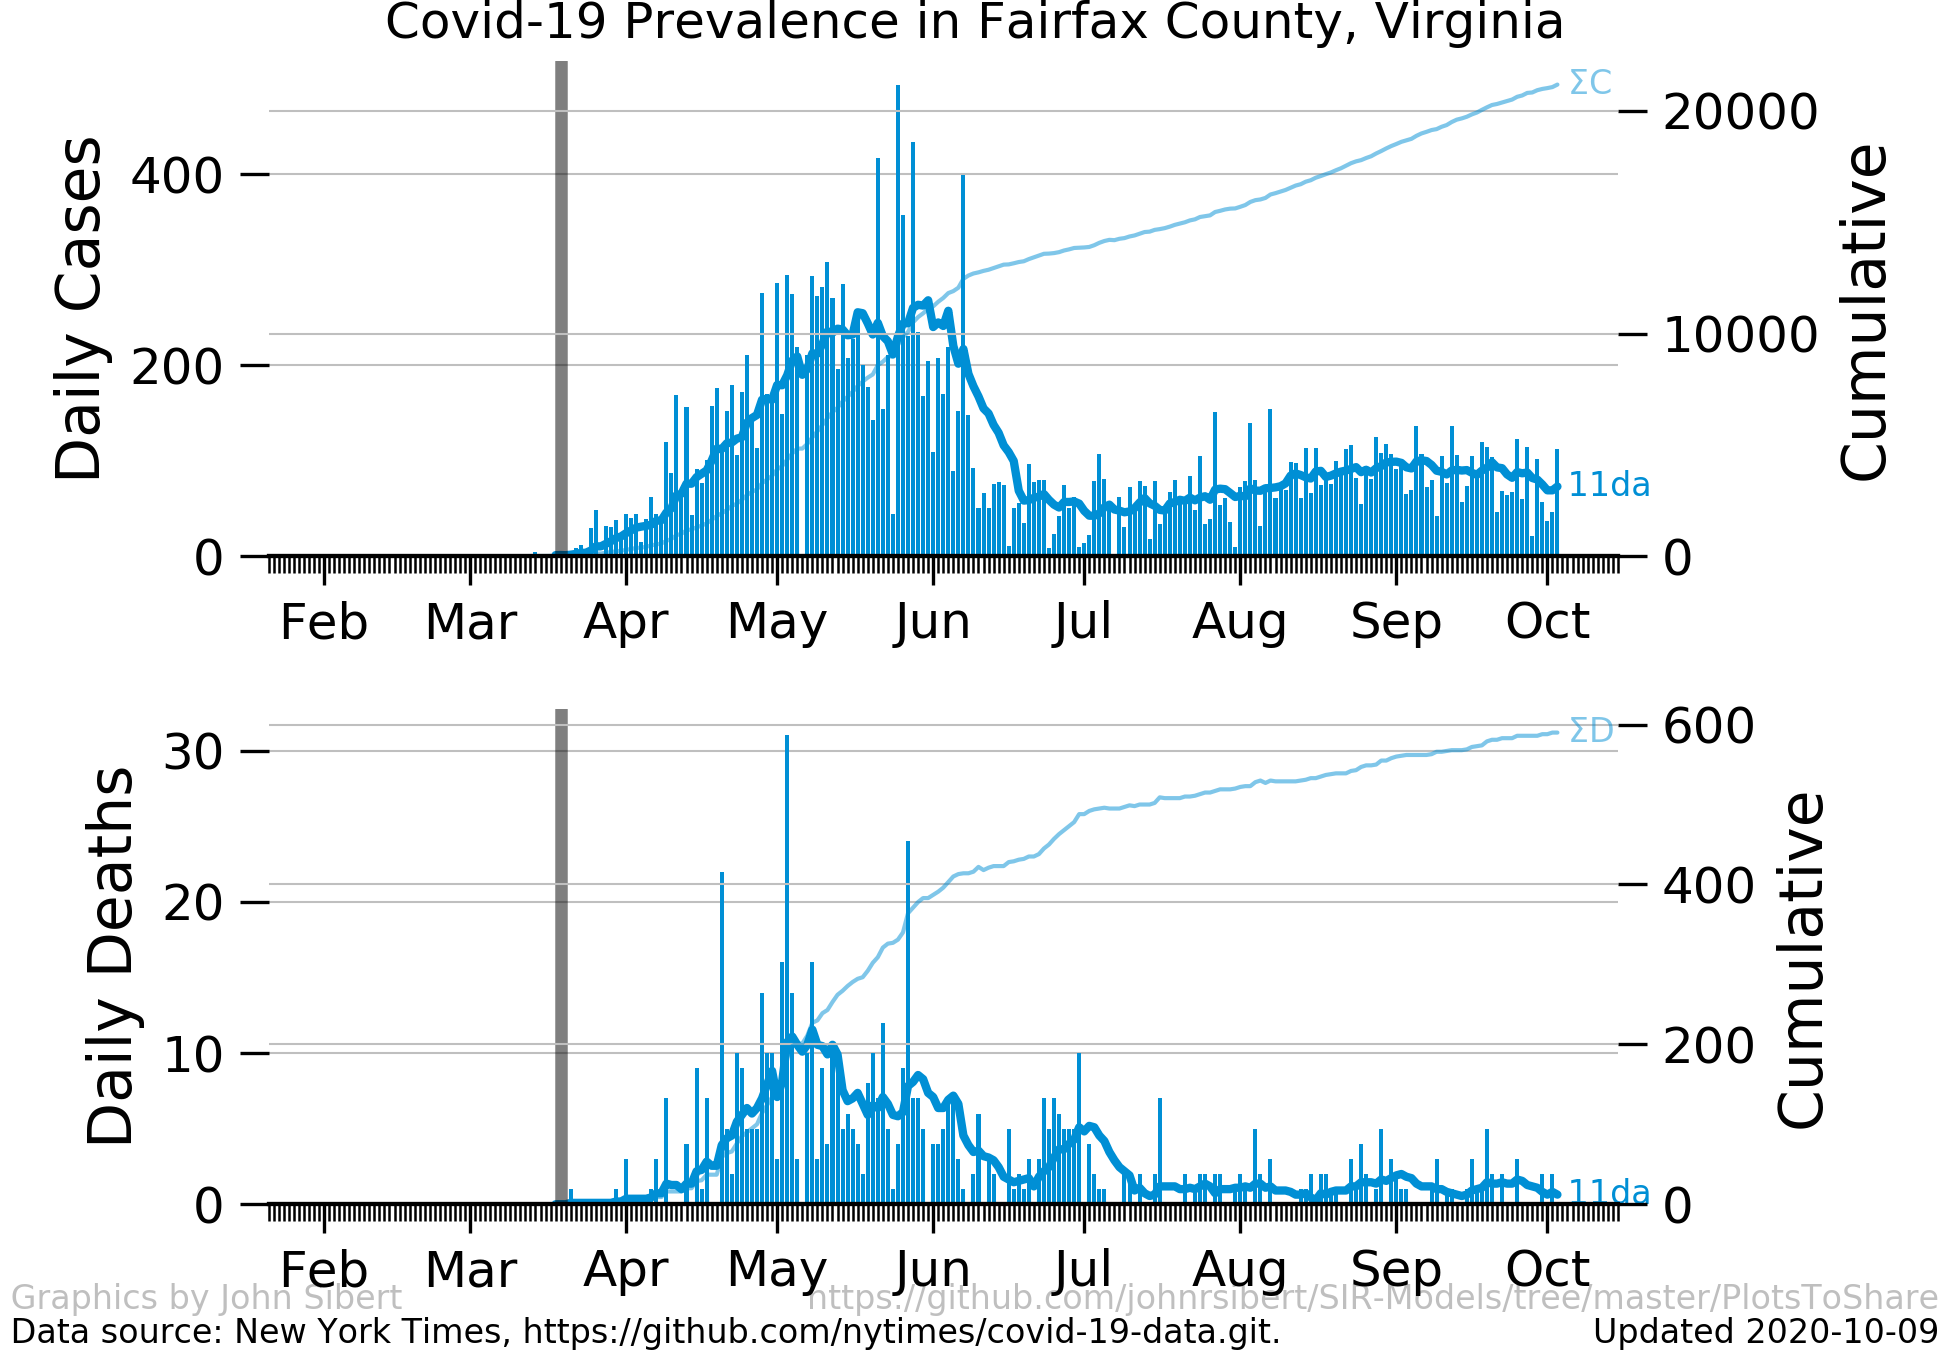 Covid-19 Prevalence in Fairfax County, Virginia
ΣC
20000
400
10000
200
11da
0
0
Daily Cases
Cumulative
Feb Mar Apr May Jun Jul Aug Sep Oct
ΣD
600
30
400
20
200
10
11da
0
0
Daily Deaths
Cumulative
Feb Mar Apr May Jun Jul Aug Sep Oct
Graphics by John Sibert https://github.com/johnrsibert/SIR-Models/tree/master/PlotsToShare
Data source: New York Times, https://github.com/nytimes/covid-19-data.git. Updated 2020-10-09